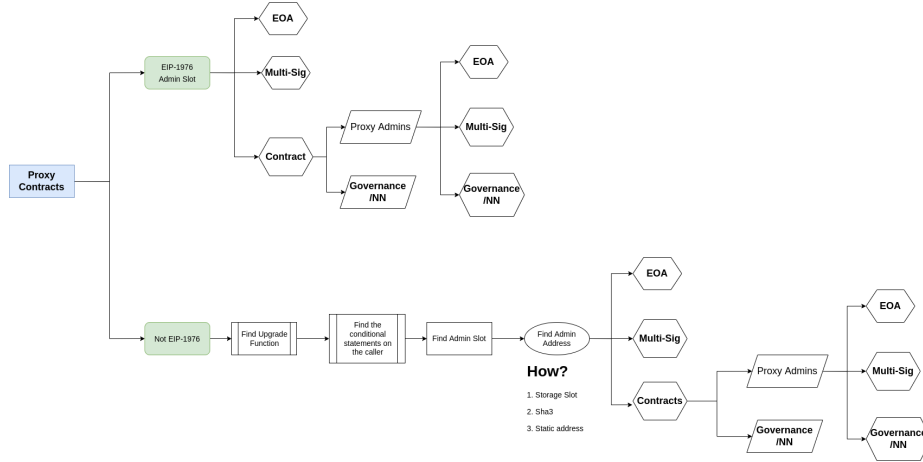 EOA
EIP-1976
Admin Slot
Multi-Sig
EOA
Proxy Admins
Multi-Sig
Contract
Proxy
Contracts
Governance
/NN
Governance
/NN
EOA
EOA
Not EIP-1976
Find Upgrade
Function
Find the
conditional
statements on
the caller
Find Admin Slot
Find Admin
Address
Multi-Sig
How?
Proxy Admins
Multi-Sig
1. Storage Slot
Contracts
2. Sha3
3. Static address
Governance
/NN
Governance
/NN